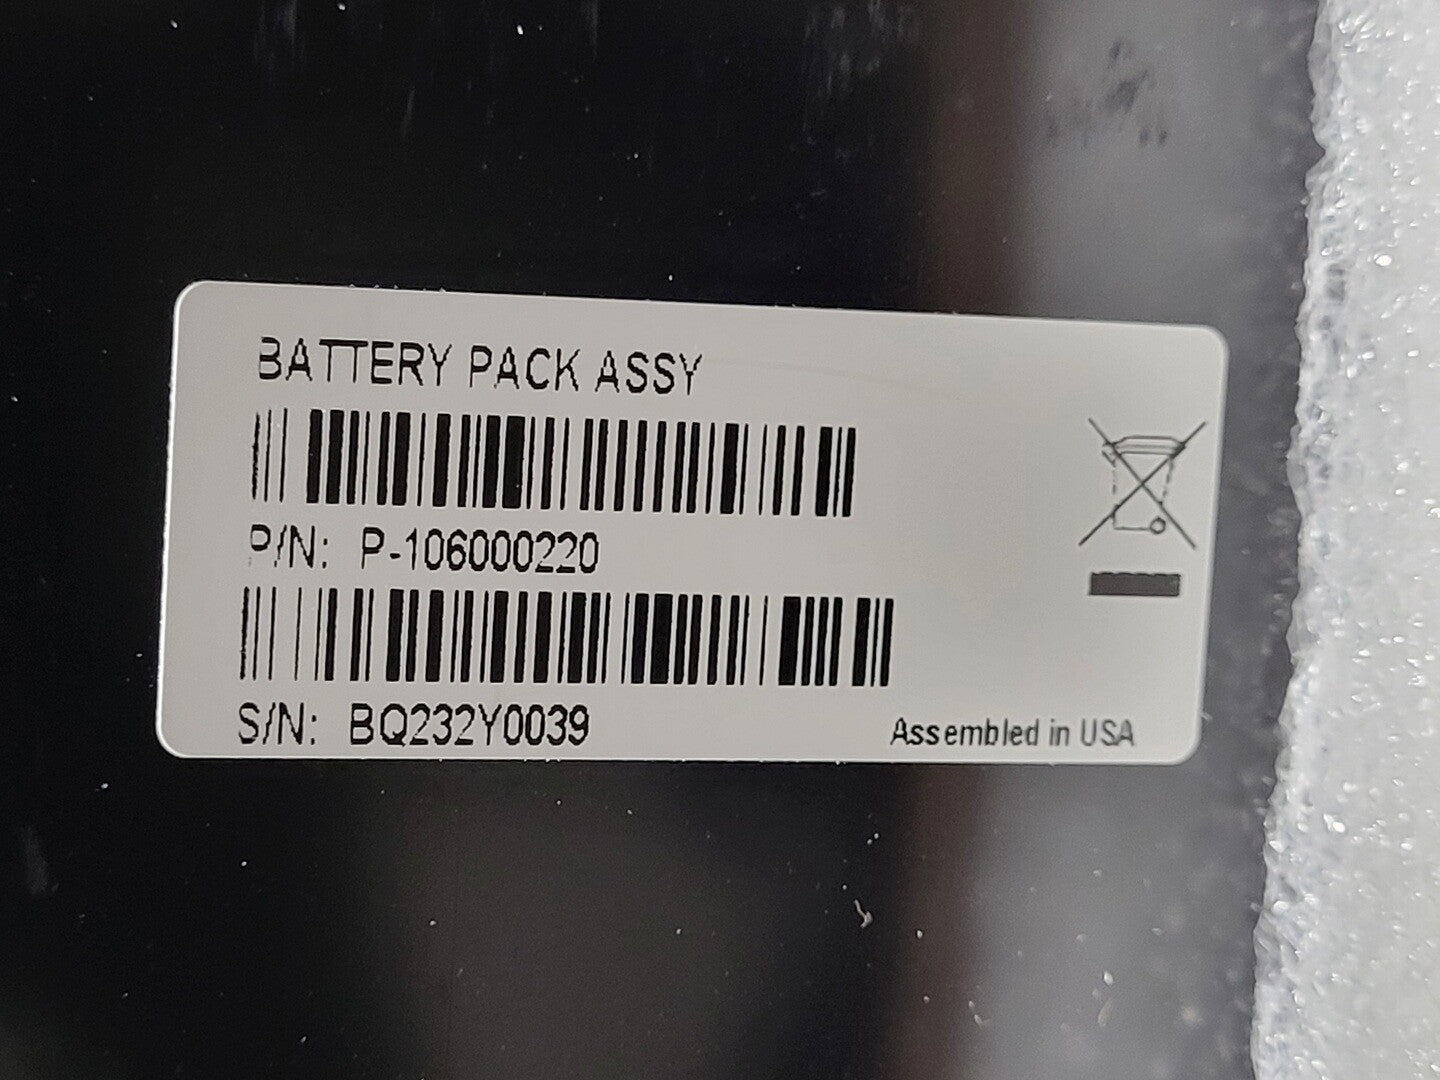 BATTERY PACK ASSY
P/N: P-106000220
S/N: BQ232Y0039
Assembled in USA